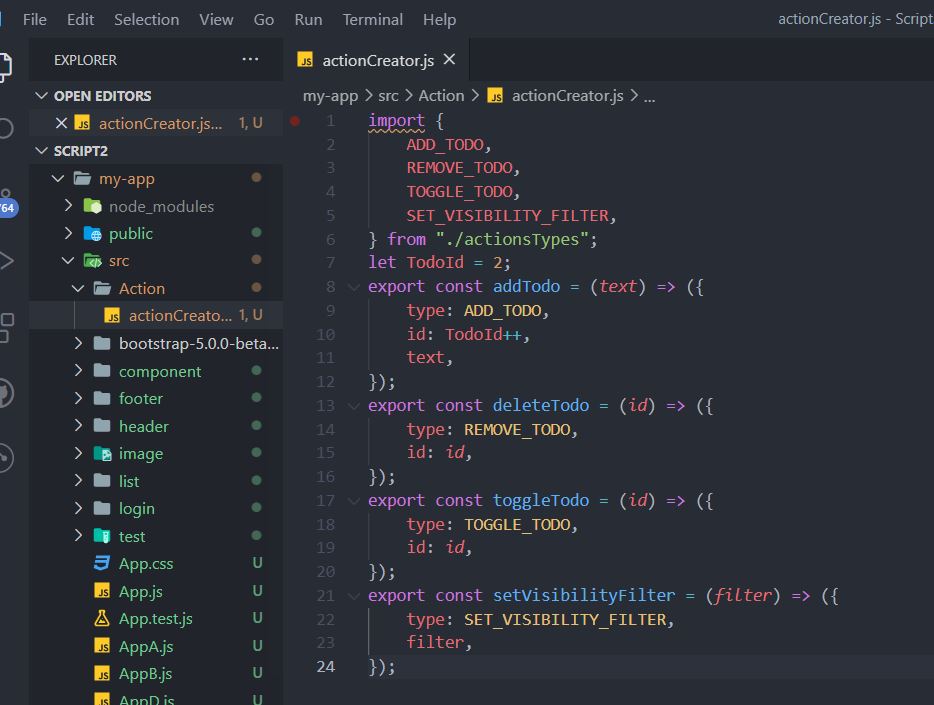 File Edit Selection View Go Run Terminal Help actionCreator.js - Script
EXPLORER ...
OPEN EDITORS
JS actionCreator.js... 1, U
SCRIPT2
my-app
node_modules
64
public
src
Action
JS actionCreato... 1, U
bootstrap-5.0.0-beta...
component
footer
header
image
list
login
test
App.css U
JS App.js U
App.test.js U
JS AppA.js U
JS AppB.js U
JS AppD.js U
JS actionCreator.js
my-app > src > Action > JS actionCreator.js > ...
1 import {
2 ADD_TODO,
3 REMOVE_TODO,
4 TOGGLE_TODO,
5 SET_VISIBILITY_FILTER,
6 } from "./actionsTypes";
7 let TodoId = 2;
8 export const addTodo = (text) => ({
9 type: ADD_TODO,
10 id: TodoId++,
11 text,
12 });
13 export const deleteTodo = (id) => ({
14 type: REMOVE_TODO,
15 id: id,
16 });
17 export const toggleTodo = (id) => ({
18 type: TOGGLE_TODO,
19 id: id,
20 });
21 export const setVisibilityFilter = (filter) => ({
22 type: SET_VISIBILITY_FILTER,
23 filter,
24 });